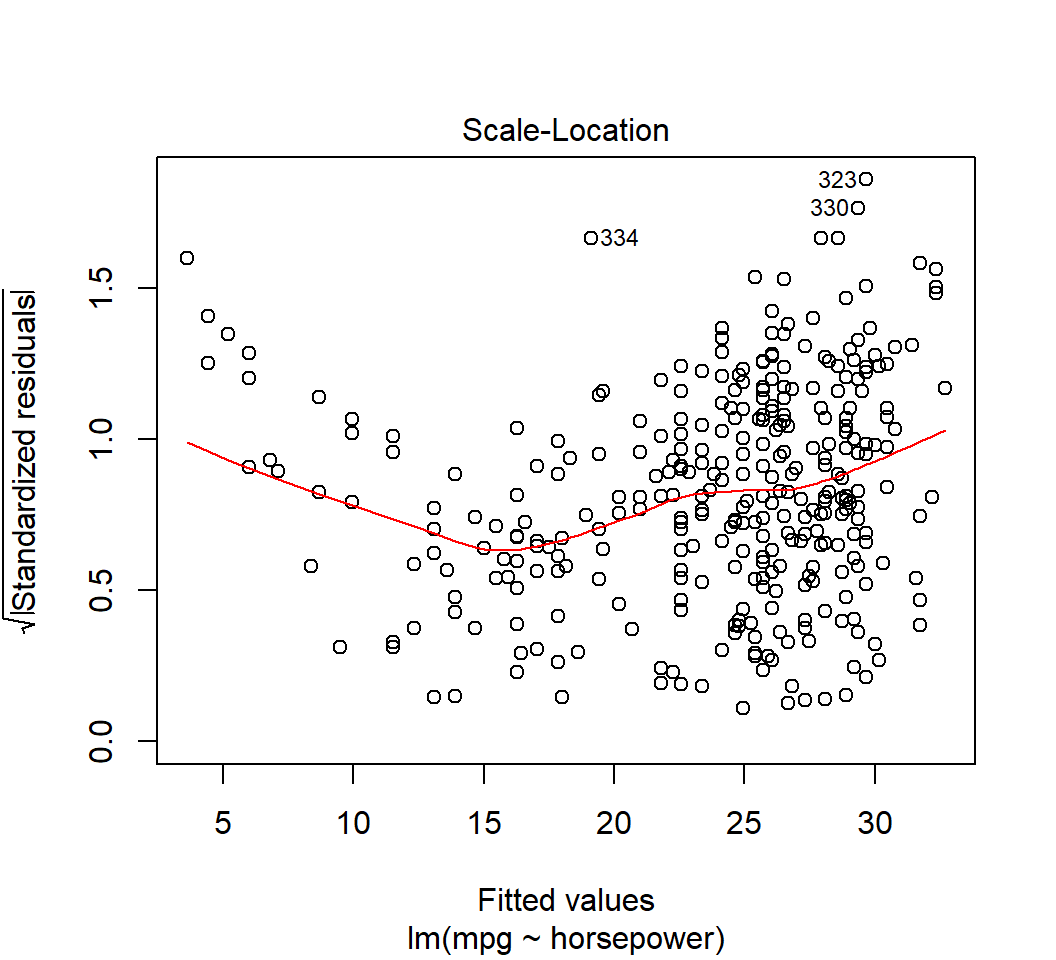 Scale-Location
√|Standardized residuals|
1.5
1.0
0.5
0.0
323
330
334
5 10 15 20 25 30
Fitted values
lm(mpg ~ horsepower)